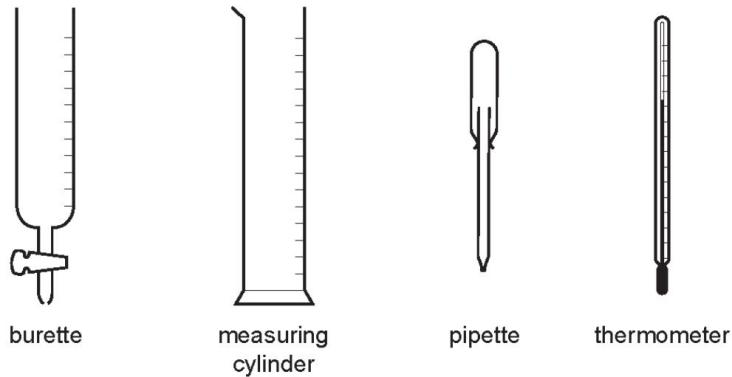 burette
measuring
cylinder
pipette
thermometer